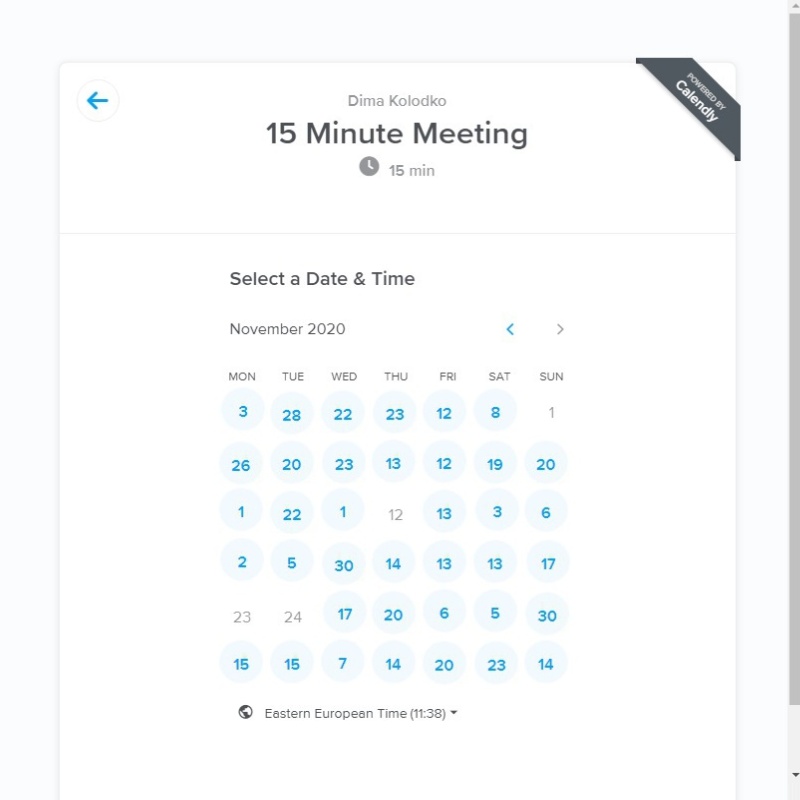 POWERED BY
Calendly
Dima Kolodko
15 Minute Meeting
15 min
Select a Date & Time
November 2020
MON TUE WED THU FRI SAT SUN
3 28 22 23 12 8 1
26 20 23 13 12 19 20
1 22 1 12 13 3 6
2 5 30 14 13 13 17
23 24 17 20 6 5 30
15 15 7 14 20 23 14
Eastern European Time (11:38)